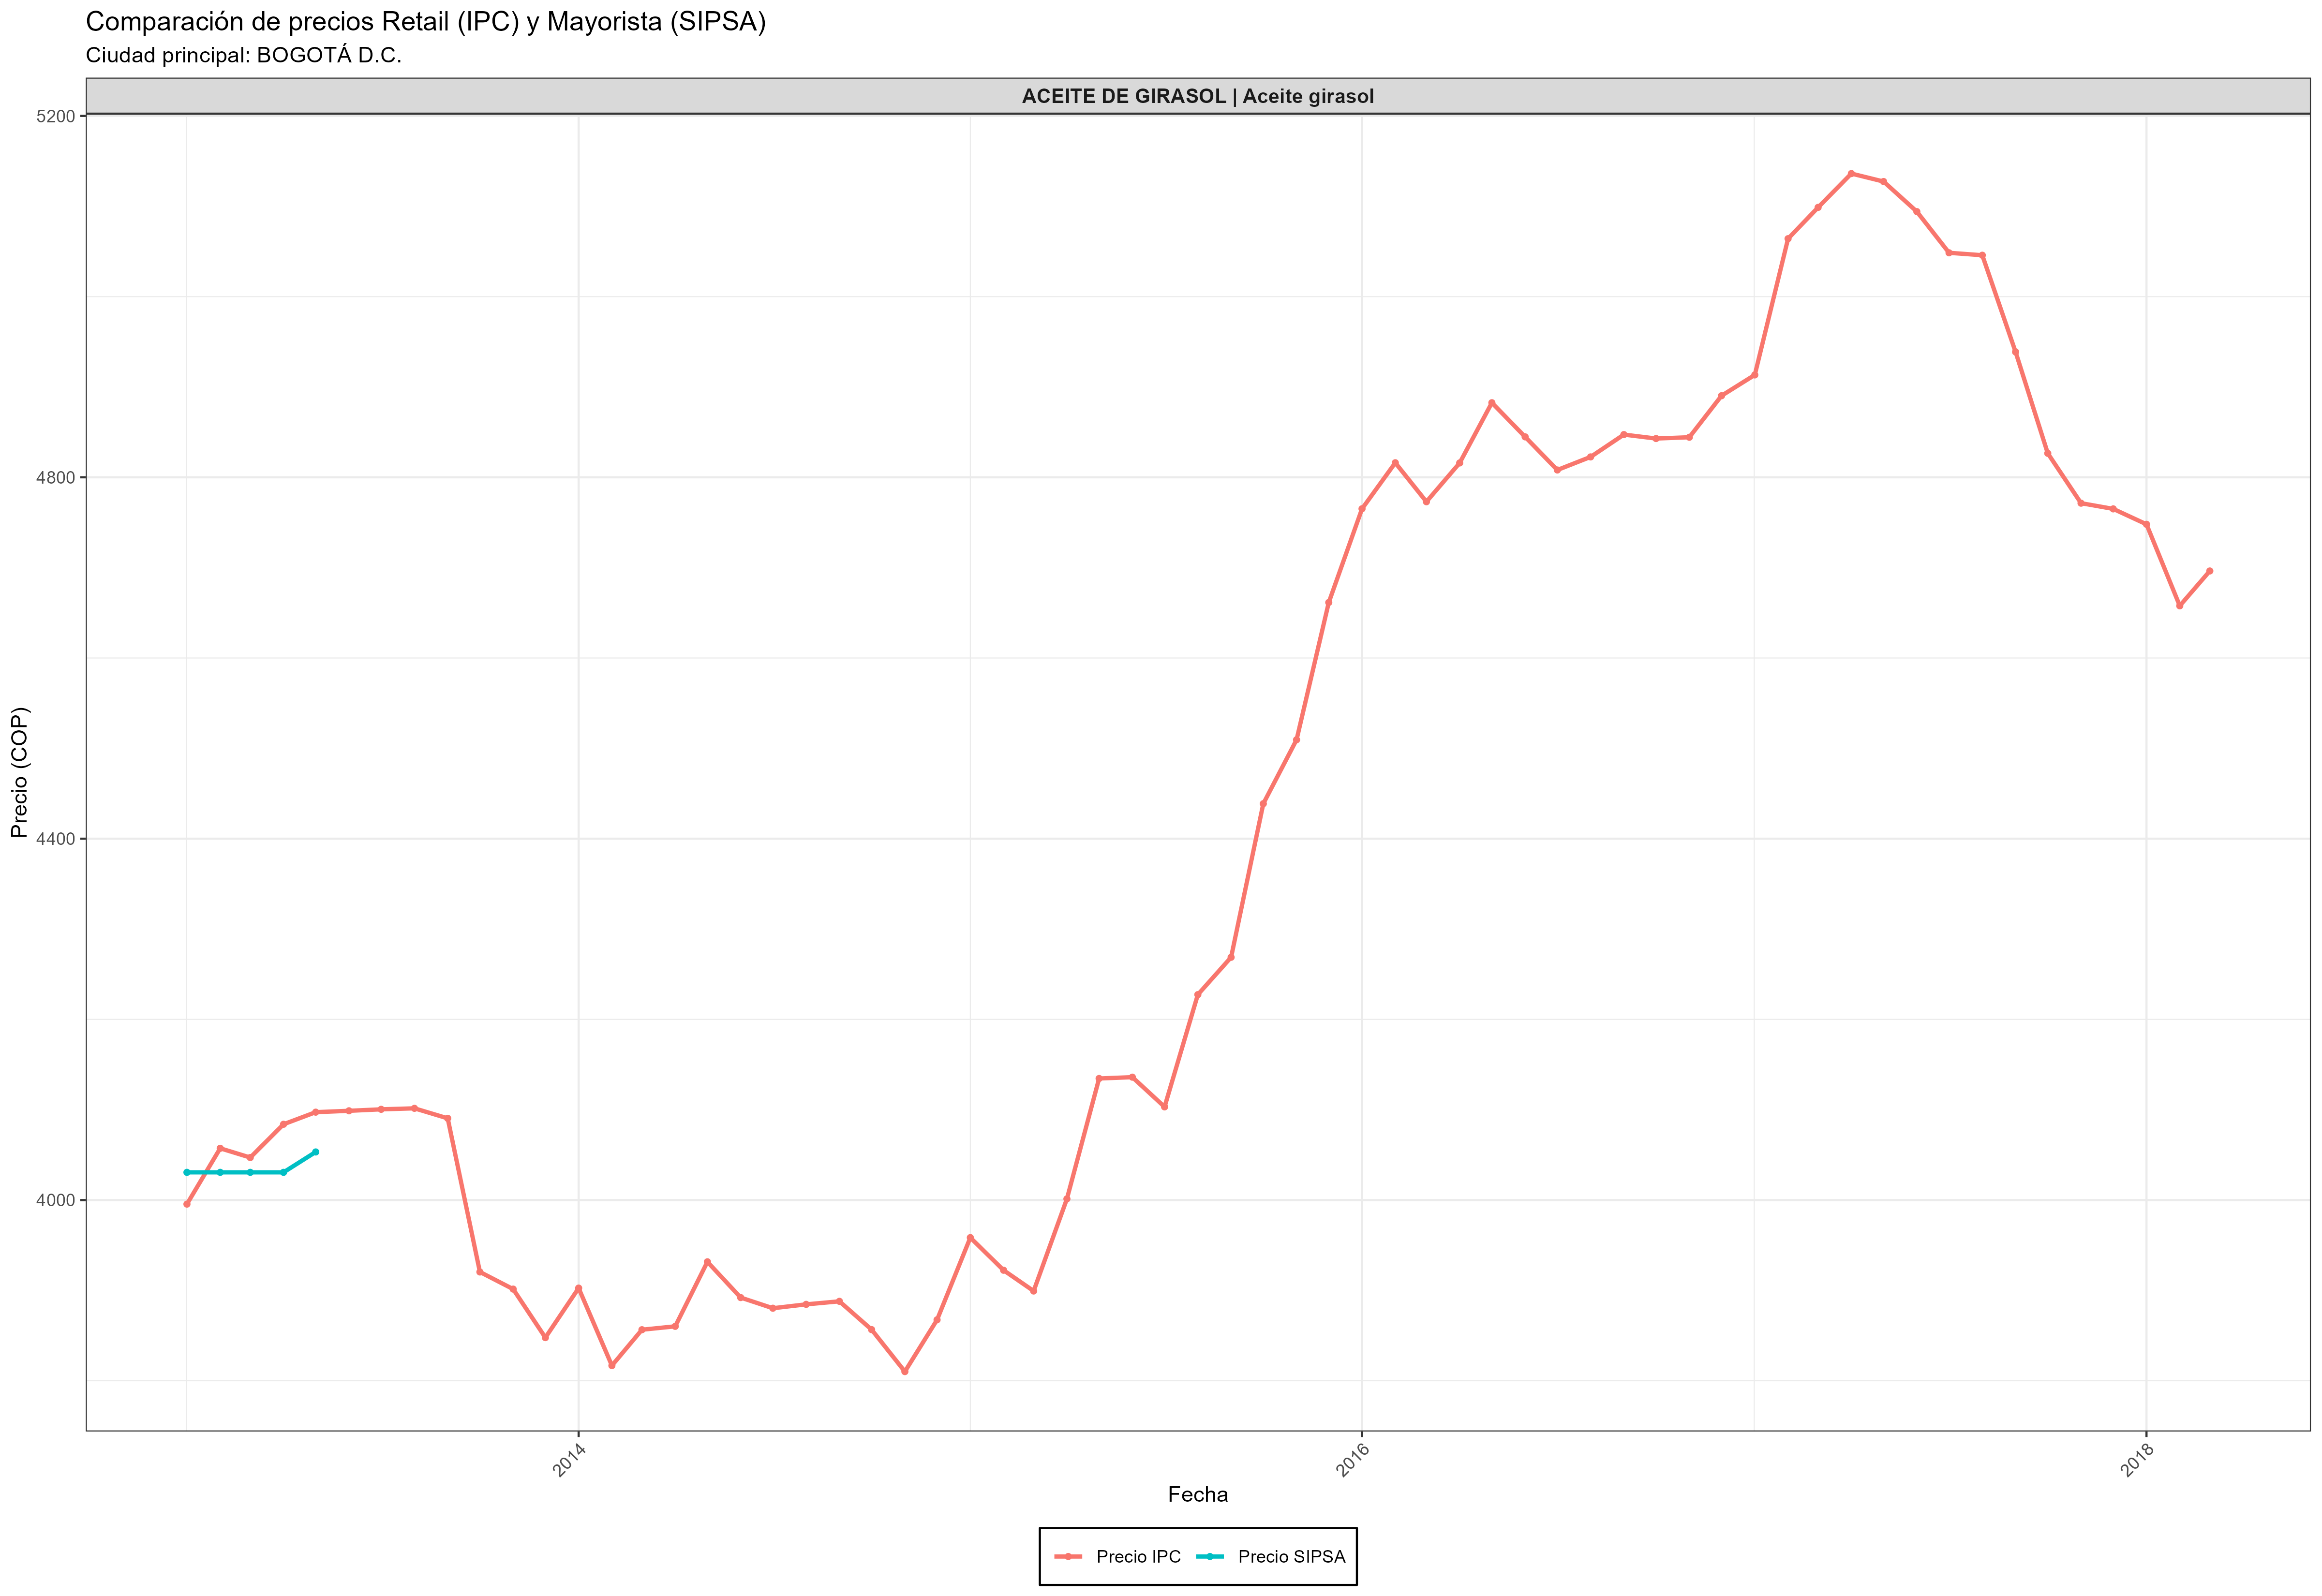 Comparación de precios Retail (IPC) y Mayorista (SIPSA)
Ciudad principal: BOGOTÁ D.C.
ACEITE DE GIRASOL | Aceite girasol
5200
4800
4400
4000
Precio (COP)
2014
2016
2018
Fecha
Precio IPC
Precio SIPSA